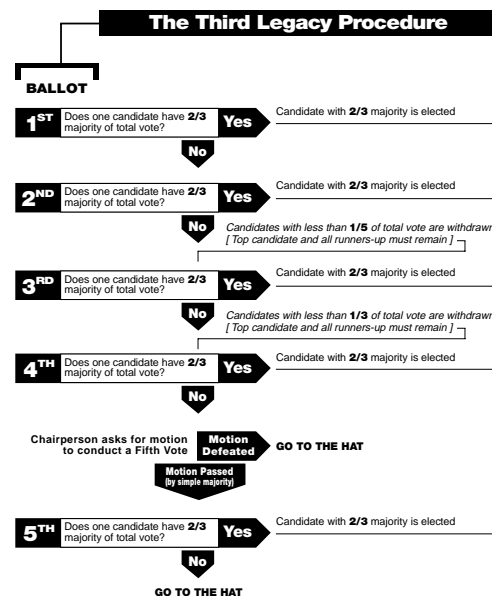 The Third Legacy Procedure
BALLOT
1ST
Does one candidate have 2/3
majority of total vote?
Yes
Candidate with 2/3 majority is elected
No
2ND
Does one candidate have 2/3
majority of total vote?
Yes
Candidate with 2/3 majority is elected
No
Candidates with less than 1/5 of total vote are withdrawn
[ Top candidate and all runners-up must remain ]
3RD
Does one candidate have 2/3
majority of total vote?
Yes
Candidate with 2/3 majority is elected
No
Candidates with less than 1/3 of total vote are withdrawn
[ Top candidate and all runners-up must remain ]
4TH
Does one candidate have 2/3
majority of total vote?
Yes
Candidate with 2/3 majority is elected
No
Chairperson asks for motion
to conduct a Fifth Vote
Motion
Defeated
GO TO THE HAT
Motion Passed
(by simple majority)
5TH
Does one candidate have 2/3
majority of total vote?
Yes
Candidate with 2/3 majority is elected
No
GO TO THE HAT